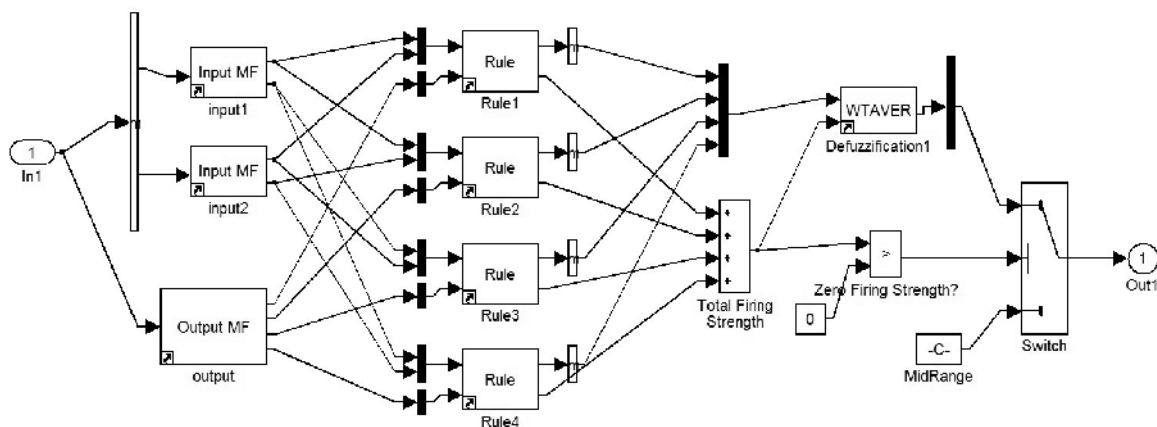 1
In1
Input MF
input1
Input MF
input2
Output MF
output
Rule
Rule1
Rule
Rule2
Rule
Rule3
Rule
Rule4
+
+
+
+
Total Firing
Strength
WTAVER
Defuzzification1
>
Zero Firing Strength?
0
-C-
MidRange
Switch
1
Out1